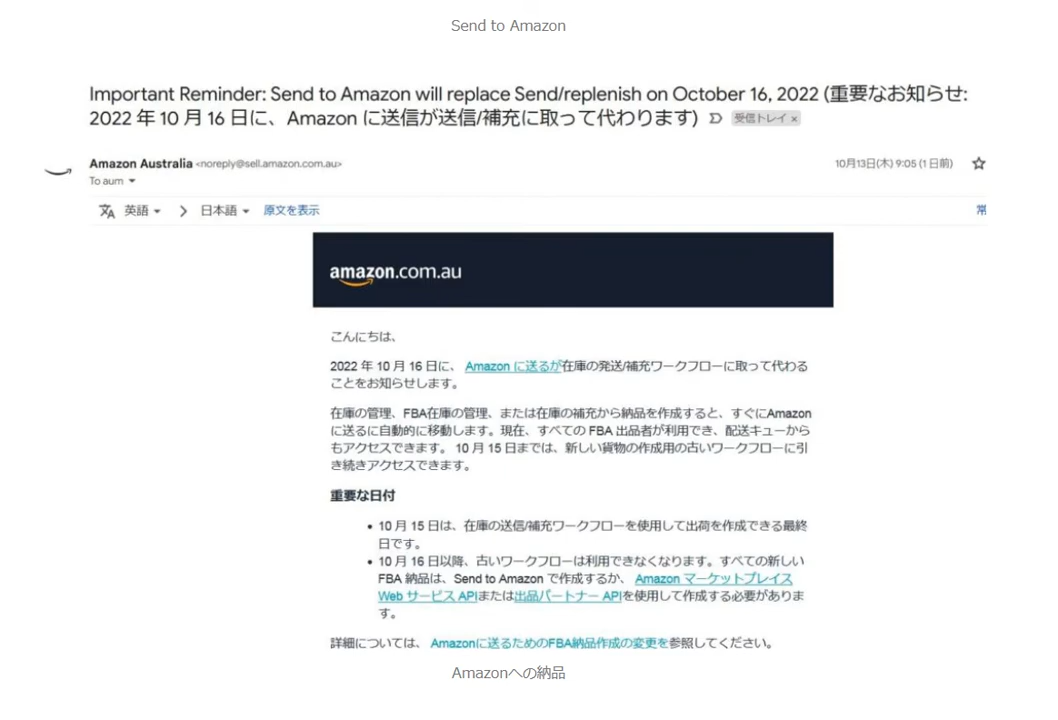 Send to Amazon
Important Reminder: Send to Amazon will replace Send/replenish on October 16, 2022 (重要なお知らせ:
2022 年 10 月 16 日に、Amazon に送信が送信/補充に取って代わります) 受信トレイ ×
Amazon Australia <noreply@sell.amazon.com.au> 10月13日(木) 9:05 (1 日前)
To aum
英語 日本語 原文を表示 常
amazon.com.au
こんにちは、
2022 年 10 月 16 日に、 Amazon に送るが在庫の発送/補充ワークフローに取って代わる
ことをお知らせします。
在庫の管理、FBA在庫の管理、または在庫の補充から納品を作成すると、すぐにAmazon
に送るに自動的に移動します。現在、すべての FBA 出品者が利用でき、配送キューから
もアクセスできます。 10 月 15 日までは、新しい貨物の作成用の古いワークフローに引
き続きアクセスできます。
重要な日付
• 10 月 15 日は、在庫の送信/補充ワークフローを使用して出荷を作成できる最終
日です。
• 10 月 16 日以降、古いワークフローは利用できなくなります。すべての新しい
FBA 納品は、Send to Amazon で作成するか、 Amazon マーケットプレイス
Web サービス APIまたは出品パートナー APIを使用して作成する必要がありま
す。
詳細については、 Amazonに送るためのFBA納品作成の変更を参照してください。
Amazonへの納品